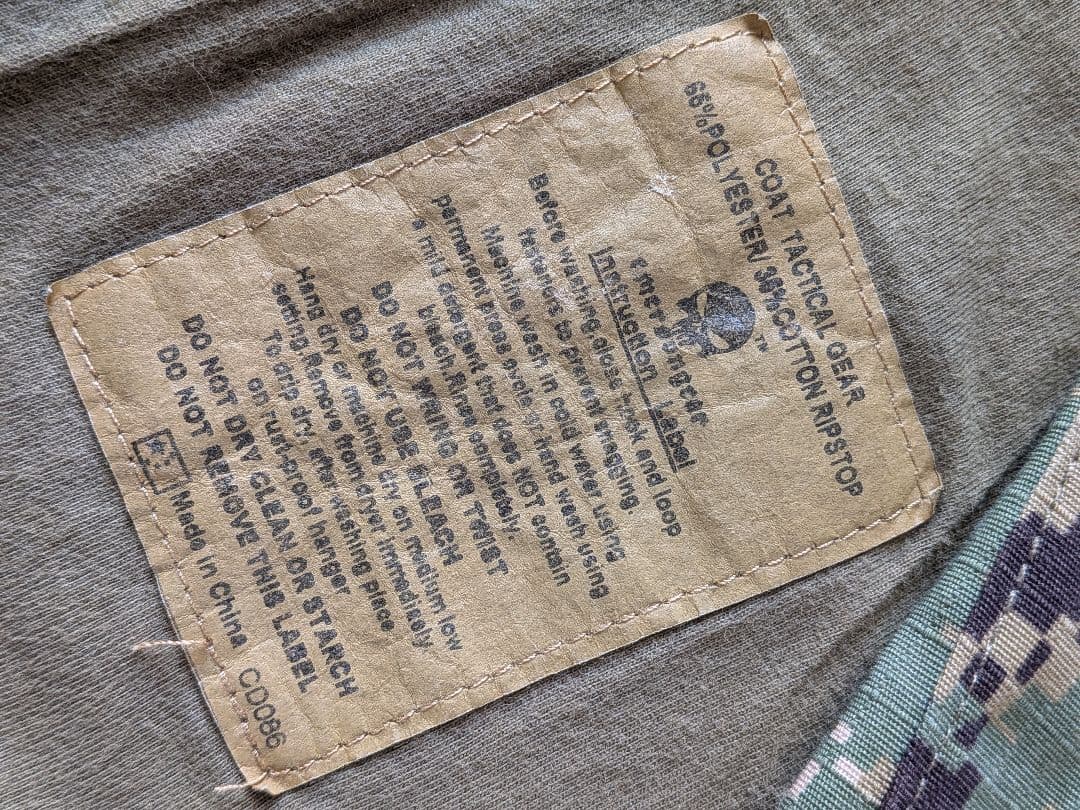 COAT TACTICAL GEAR
65%POLYESTER/ 35%COTTON RIPSTOP
TM
emersongear
Instruction Label
Before washing,close hook and loop
fasteners to prevent snagging.
Machine wash in cold water using
permanent press cycle or hand wash using
a mild detergent that does NOT contain
bleach.Rinse completely.
DO NOT WRING OR TWIST
DO NOT USE BLEACH
Hang dry or machine dry on medium low
setting.Remove from dryer immediately
To drip dry, after washing place
on rust-proof hanger
DO NOT DRY CLEAN OR STARCH
DO NOT REMOVE THIS LABEL
Made in China CD086